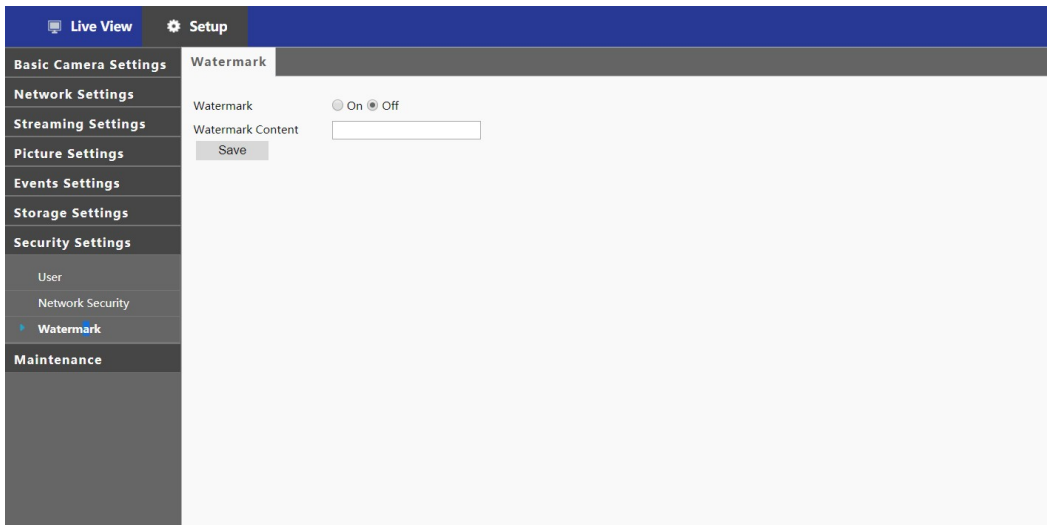 Live View
Setup
Basic Camera Settings
Network Settings
Streaming Settings
Picture Settings
Events Settings
Storage Settings
Security Settings
User
Network Security
Watermark
Maintenance
Watermark
Watermark On Off
Watermark Content
Save